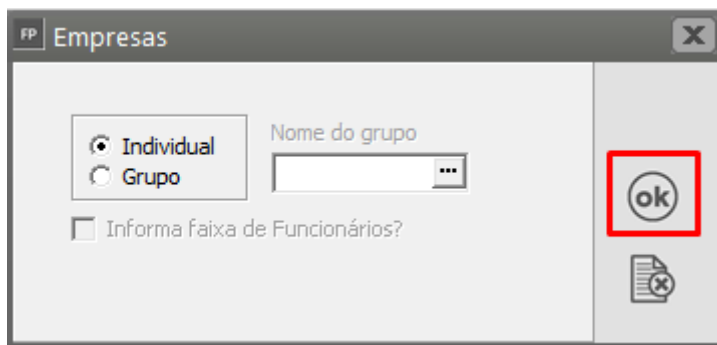 FP Empresas
Individual
Grupo
Nome do grupo
...
Informa faixa de Funcionários?
ok